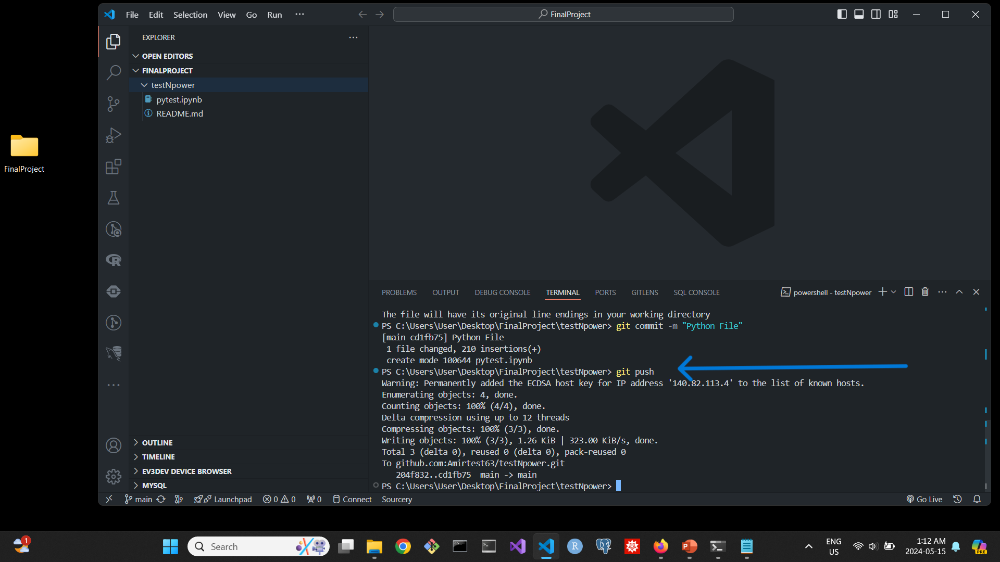 File Edit Selection View Go Run ···
FinalProject
EXPLORER
OPEN EDITORS
FINALPROJECT
testNpower
pytest.ipynb
README.md
FinalProject
OUTLINE
TIMELINE
EV3DEV DEVICE BROWSER
MYSQL
PROBLEMS OUTPUT DEBUG CONSOLE TERMINAL PORTS GITLENS SQL CONSOLE
powershell - testNpower
The file will have its original line endings in your working directory
PS C:\Users\User\Desktop\FinalProject\testNpower> git commit -m "Python File"
[main cd1fb75] Python File
1 file changed, 210 insertions(+)
create mode 100644 pytest.ipynb
PS C:\Users\User\Desktop\FinalProject\testNpower> git push
Warning: Permanently added the ECDSA host key for IP address '140.82.113.4' to the list of known hosts.
Enumerating objects: 4, done.
Counting objects: 100% (4/4), done.
Delta compression using up to 12 threads
Compressing objects: 100% (3/3), done.
Writing objects: 100% (3/3), 1.26 KiB | 323.00 KiB/s, done.
Total 3 (delta 0), reused 0 (delta 0), pack-reused 0
To github.com:Amirtest63/testNpower.git
204f832..cd1fb75 main -> main
PS C:\Users\User\Desktop\FinalProject\testNpower>
main Launchpad 0 0 0 Connect Sourcery Go Live
1
Search
R
P
ENG
US
1:12 AM
2024-05-15
PRE